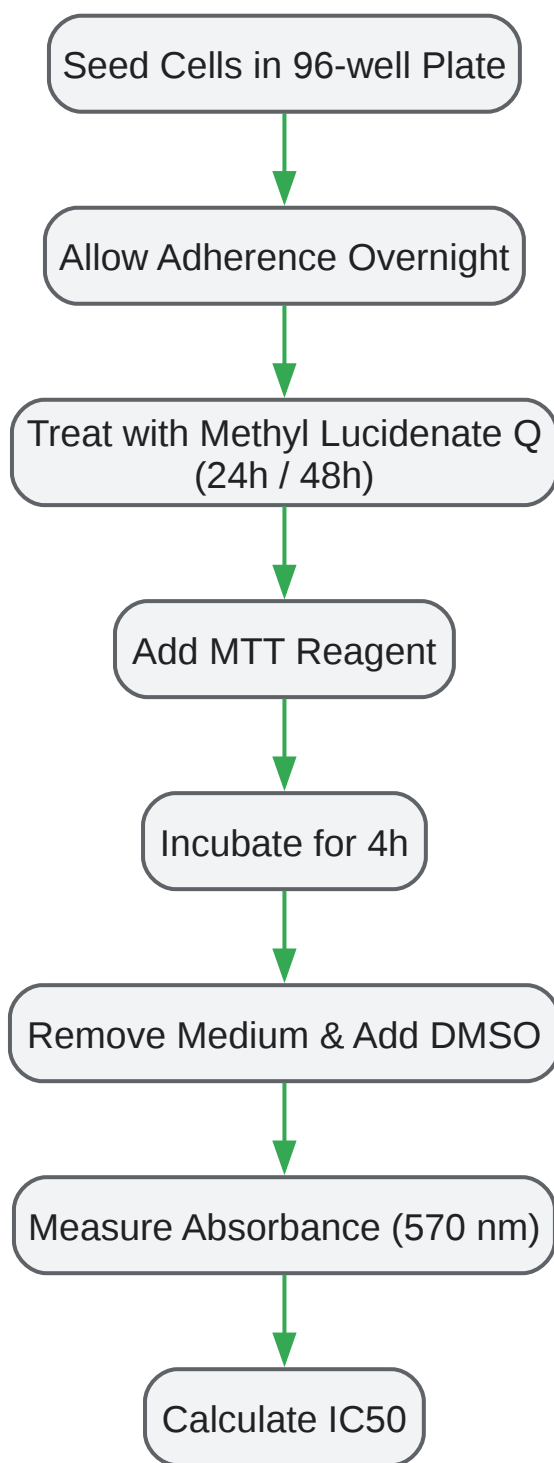 Seed Cells in 96-well Plate
Allow Adherence Overnight
Treat with Methyl Lucidenate Q
(24h / 48h)
Add MTT Reagent
Incubate for 4h
Remove Medium & Add DMSO
Measure Absorbance (570 nm)
Calculate IC50